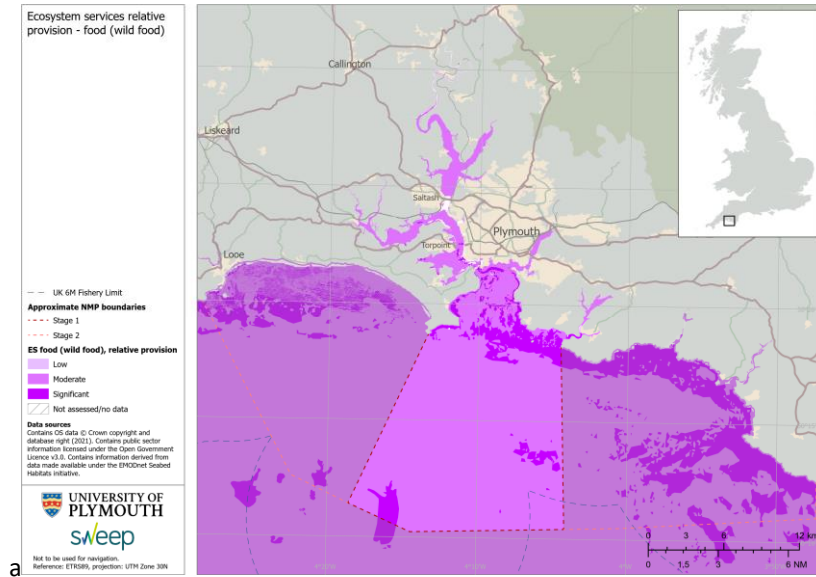 Ecosystem services relative
provision - food (wild food)
UK 6M Fishery Limit
Approximate NMP boundaries
Stage 1
Stage 2
ES food (wild food), relative provision
Low
Moderate
Significant
Not assessed/no data
Data sources
Contains OS data © Crown copyright and
database right (2021). Contains public sector
information licensed under the Open Government
Licence v3.0. Contains information derived from
data made available under the EMODnet Seabed
Habitats initiative.
UNIVERSITY OF
PLYMOUTH
sweep
Not to be used for navigation.
Reference: ETRS89, projection: UTM Zone 30N
a
Callington
Liskeard
Saltash
Plymouth
Torpoint
Looe
0 3 6 12 km
0 1.5 3 6 NM